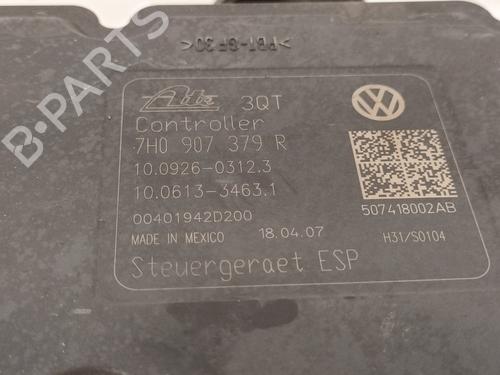 >PBT-GF30<
Ate 3QT
Controller
7H0 907 379 R
10.0926-0312.3
10.0613-3463.1
00401942D200
507418002AB
MADE IN MEXICO 18.04.07 H31/S0104
Steuergeraet ESP
B-PARTS